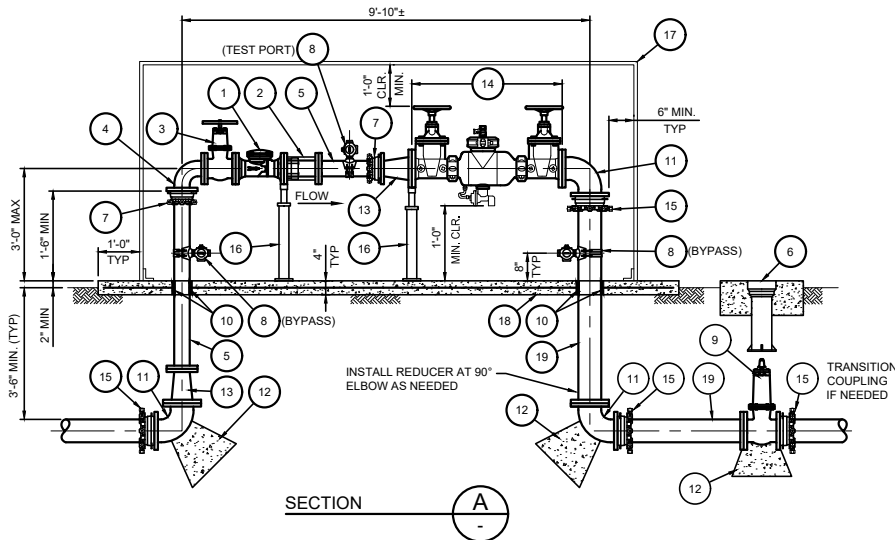 9'-10"±
(TEST PORT)
8
17
1
2
5
1'-0"
CLR.
MIN.
14
6" MIN.
TYP
3
4
7
11
FLOW
13
15
7
3'-0" MAX
1'-6" MIN
1'-0"
TYP
16
4"
TYP
16
1'-0"
MIN. CLR.
8"
TYP
8 (BYPASS)
6
10
8 (BYPASS)
18
10
2" MIN
3'-6" MIN. (TYP)
5
19
9
INSTALL REDUCER AT 90°
ELBOW AS NEEDED
TRANSITION
COUPLING
IF NEEDED
15
11
13
12
12
11
15
19
15
12
SECTION
A
-